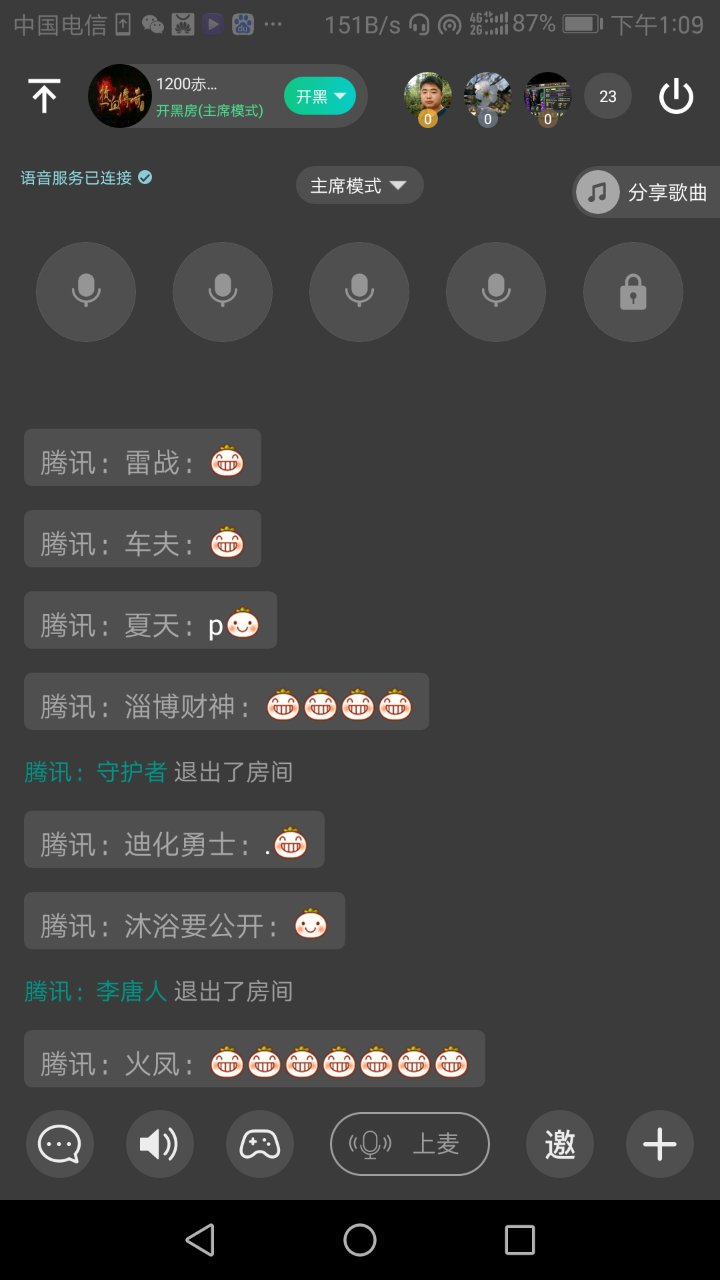 中国电信 151B/s 4G 2G 87% 下午1:09
热血传奇
1200赤...
开黑房(主席模式)
开黑
0 0 0 23
语音服务已连接
主席模式
分享歌曲
腾讯：雷战：
腾讯：车夫：
腾讯：夏天：p
腾讯：淄博财神：
腾讯：守护者 退出了房间
腾讯：迪化勇士：.
腾讯：沐浴要公开：
腾讯：李唐人 退出了房间
腾讯：火凤：
上麦
邀